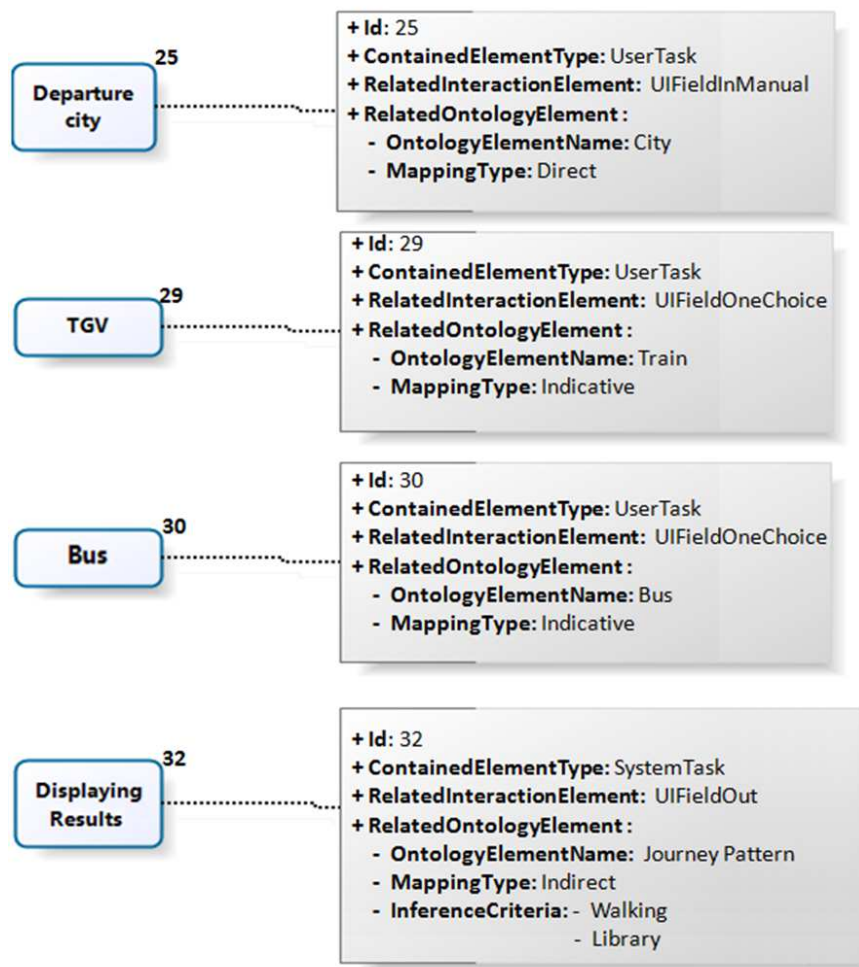 25
Departure
city
+ Id: 25
+ ContainedElementType: UserTask
+ RelatedInteractionElement: UIFieldInManual
+ RelatedOntologyElement :
- OntologyElementName: City
- MappingType: Direct
29
TGV
+ Id: 29
+ ContainedElementType: UserTask
+ RelatedInteractionElement: UIFieldOneChoice
+ RelatedOntologyElement :
- OntologyElementName: Train
- MappingType: Indicative
30
Bus
+ Id: 30
+ ContainedElementType: UserTask
+ RelatedInteractionElement: UIFieldOneChoice
+ RelatedOntologyElement :
- OntologyElementName: Bus
- MappingType: Indicative
32
Displaying
Results
+ Id: 32
+ ContainedElementType: SystemTask
+ RelatedInteractionElement: UIFieldOut
+ RelatedOntologyElement :
- OntologyElementName: Journey Pattern
- MappingType: Indirect
- InferenceCriteria: - Walking
- Library